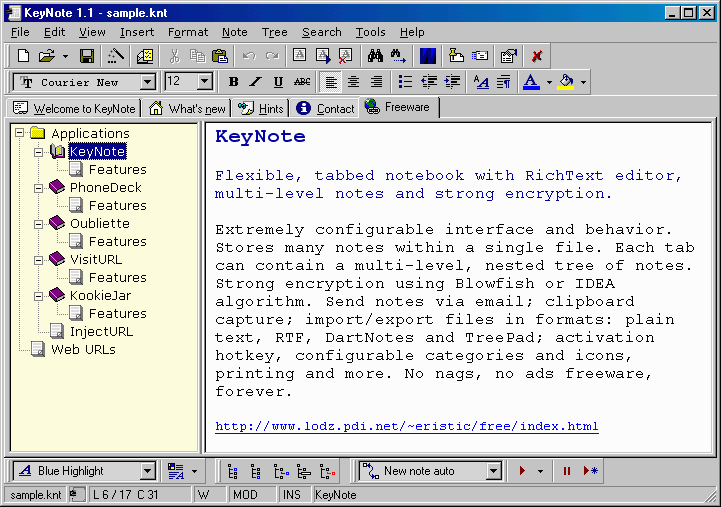 KeyNote 1.1 - sample.knt
File Edit View Insert Format Note Tree Search Tools Help
Courier New 12 B I U ABC
Welcome to KeyNote What's new Hints Contact Freeware
Applications
KeyNote
Features
PhoneDeck
Features
Oubliette
Features
VisitURL
Features
KookieJar
Features
InjectURL
Web URLs
KeyNote
Flexible, tabbed notebook with RichText editor,
multi-level notes and strong encryption.
Extremely configurable interface and behavior.
Stores many notes within a single file. Each tab
can contain a multi-level, nested tree of notes.
Strong encryption using Blowfish or IDEA
algorithm. Send notes via email; clipboard
capture; import/export files in formats: plain
text, RTF, DartNotes and TreePad; activation
hotkey, configurable categories and icons,
printing and more. No nags, no ads freeware,
forever.
http://www.lodz.pdi.net/~eristic/free/index.html
Blue Highlight New note auto
sample.knt L 6 / 17 C 31 W MOD INS KeyNote